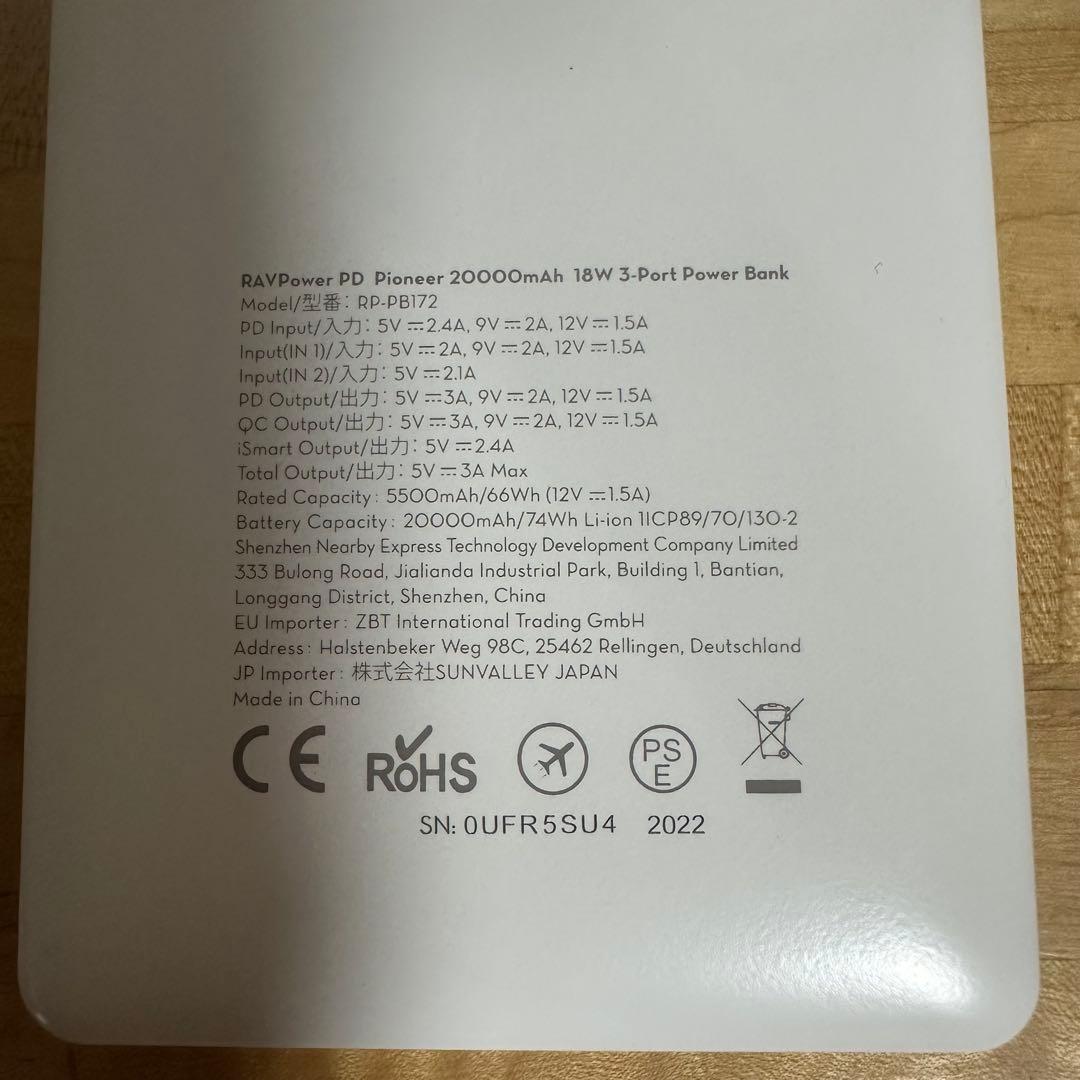 RAVPower PD Pioneer 20000mAh 18W 3-Port Power Bank
Model/型番: RP-PB172
PD Input/入力: 5V⎓2.4A, 9V⎓2A, 12V⎓1.5A
Input(IN 1)/入力: 5V⎓2A, 9V⎓2A, 12V⎓1.5A
Input(IN 2)/入力: 5V⎓2.1A
PD Output/出力: 5V⎓3A, 9V⎓2A, 12V⎓1.5A
QC Output/出力: 5V⎓3A, 9V⎓2A, 12V⎓1.5A
iSmart Output/出力: 5V⎓2.4A
Total Output/出力: 5V⎓3A Max
Rated Capacity: 5500mAh/66Wh (12V⎓1.5A)
Battery Capacity: 20000mAh/74Wh Li-ion 1ICP89/70/130-2
Shenzhen Nearby Express Technology Development Company Limited
333 Bulong Road, Jialianda Industrial Park, Building 1, Bantian,
Longgang District, Shenzhen, China
EU Importer: ZBT International Trading GmbH
Address: Halstenbeker Weg 98C, 25462 Rellingen, Deutschland
JP Importer: 株式会社SUNVALLEY JAPAN
Made in China
CE RoHS PSE
SN: 0UFR5SU4 2022